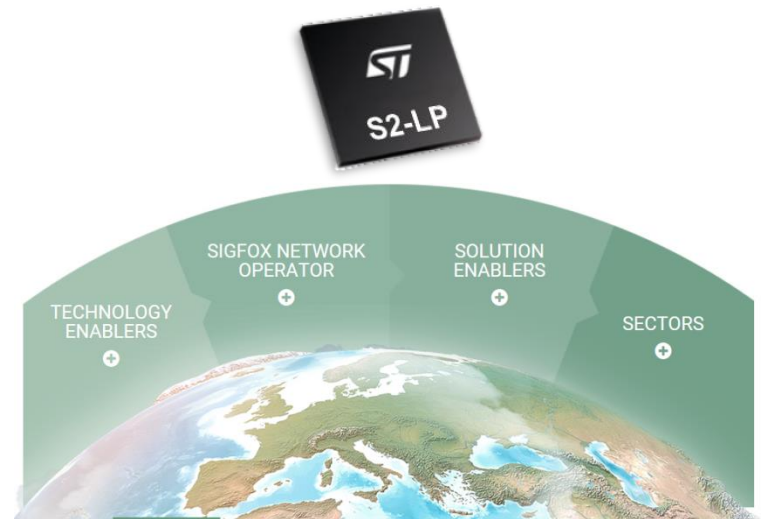 ST
S2-LP
SIGFOX NETWORK
OPERATOR
SOLUTION
ENABLERS
TECHNOLOGY
ENABLERS
SECTORS